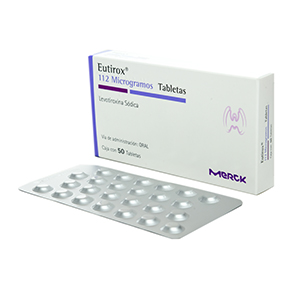 Eutirox®
112 Microgramos Tabletas
Levotiroxina Sódica
Vía de administración: ORAL
Caja con 50 Tabletas
MERCK